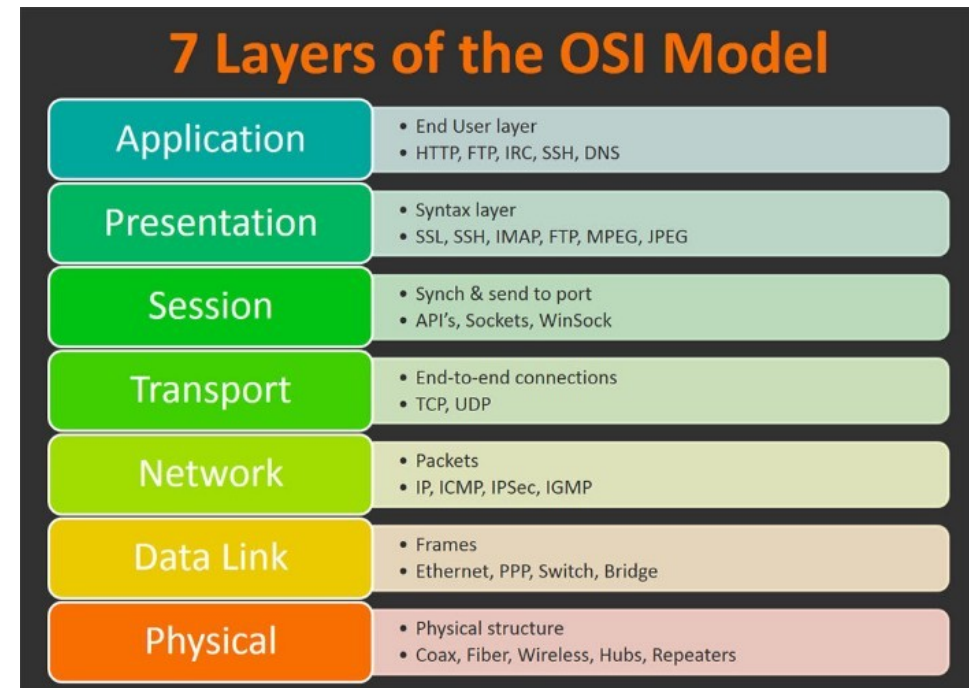 7 Layers of the OSI Model
Application
• End User layer
• HTTP, FTP, IRC, SSH, DNS
Presentation
• Syntax layer
• SSL, SSH, IMAP, FTP, MPEG, JPEG
Session
• Synch & send to port
• API's, Sockets, WinSock
Transport
• End-to-end connections
• TCP, UDP
Network
• Packets
• IP, ICMP, IPSec, IGMP
Data Link
• Frames
• Ethernet, PPP, Switch, Bridge
Physical
• Physical structure
• Coax, Fiber, Wireless, Hubs, Repeaters